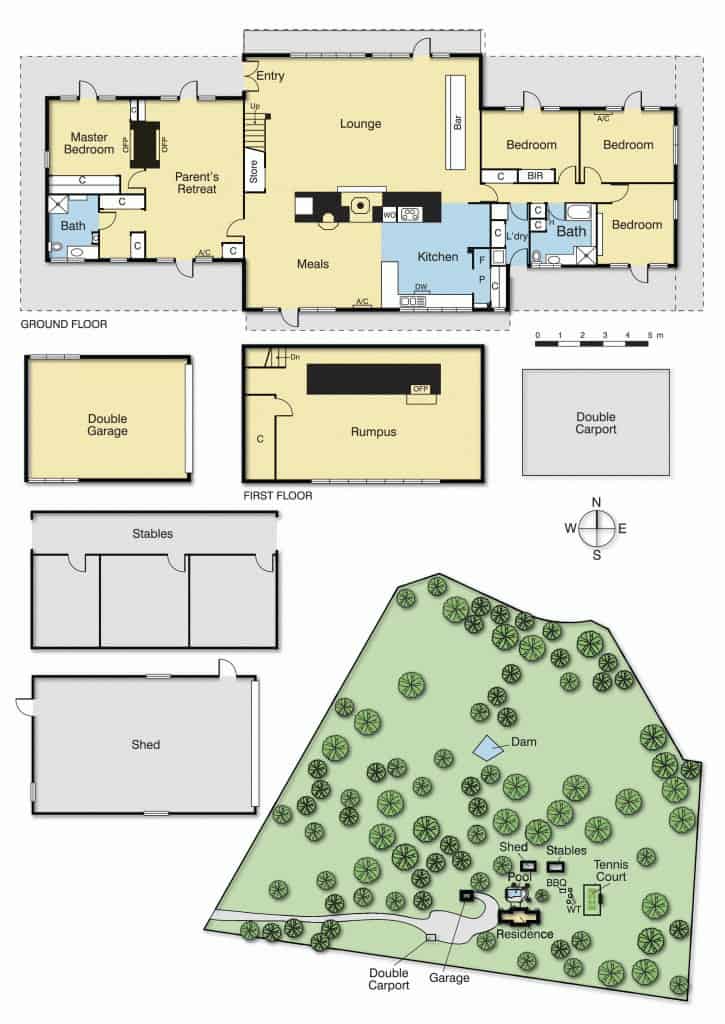 Entry
Up
Lounge
Bar
Store
C
OFP
OFP
Master
Bedroom
Parent's
Retreat
C
C
Bath
C
C
A/C
C
Bedroom
C
BIR
A/C
Bedroom
Bedroom
C
C
H
Bath
L'dry
C
WO
Kitchen
F
P
C
DW
Meals
A/C
GROUND FLOOR
0 1 2 3 4 5 m
Double
Garage
Dn
OFP
C
Rumpus
FIRST FLOOR
Double
Carport
N
W E
S
Stables
Shed
Dam
Shed
Stables
Pool
BBQ
Tennis
Court
WT
Residence
Double
Carport
Garage